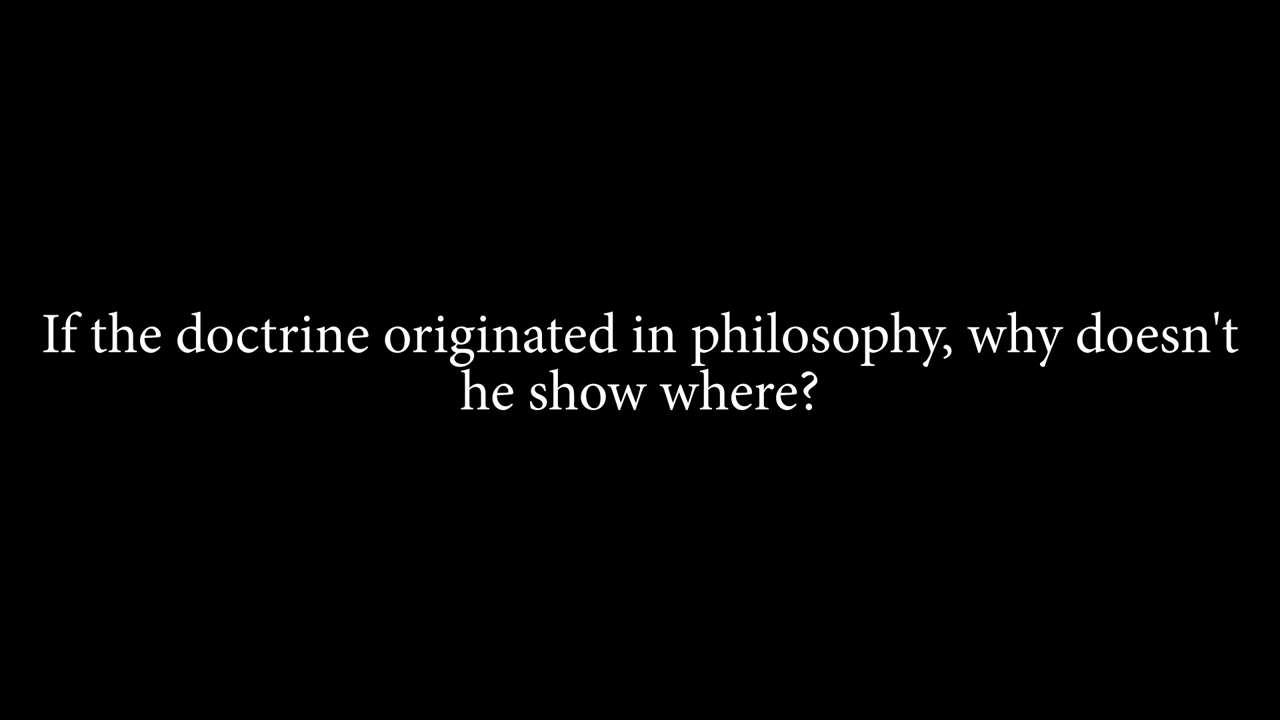 If the doctrine originated in philosophy, why doesn't
he show where?